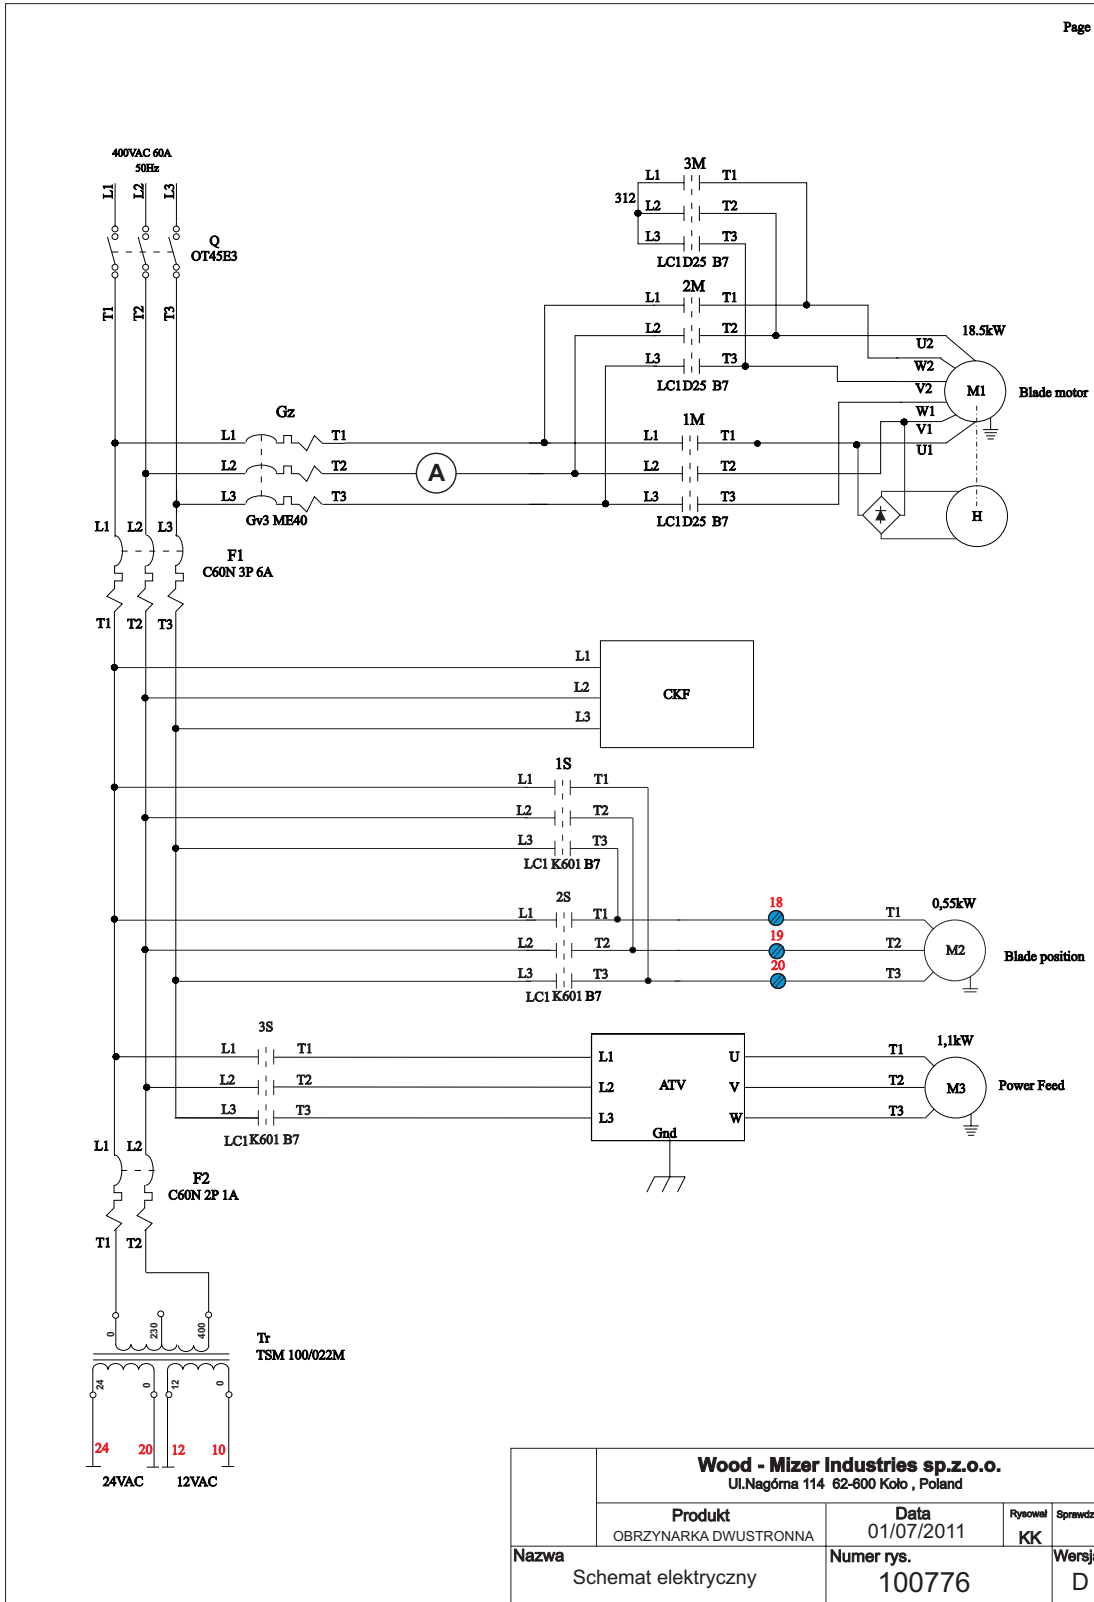 Page
400VAC 60A
50Hz
L1 L2 L3
Q
OT45E3
T1 T2 T3
3M
L1 T1
312
L2 T2
L3 T3
LC1D25 B7
2M
L1 T1
L2 T2
L3 T3
LC1D25 B7
18.5kW
U2
W2
V2
W1
V1
U1
M1
Blade motor
H
Gz
L1 T1
L2 T2
A
L3 T3
Gv3 ME40
1M
L1 T1
L2 T2
L3 T3
LC1D25 B7
L1 L2 L3
F1
C60N 3P 6A
T1 T2 T3
L1
L2
L3
CKF
1S
L1 T1
L2 T2
L3 T3
LC1 K601 B7
2S
L1 T1
L2 T2
L3 T3
LC1 K601 B7
18
19
20
0,55kW
T1
T2
T3
M2
Blade position
3S
L1 T1
L2 T2
L3 T3
LC1K601 B7
L1 U
L2 ATV V
L3 W
Gnd
1,1kW
T1
T2
T3
M3
Power Feed
L1 L2
F2
C60N 2P 1A
T1 T2
0 230 400
Tr
TSM 100/022M
24 0 12 0
24 20 12 10
24VAC 12VAC
Wood - Mizer Industries sp.z.o.o.
Ul.Nagórna 114 62-600 Koło , Poland
Produkt Data Rysował Sprawdz
OBRZYNARKA DWUSTRONNA 01/07/2011 KK
Nazwa Numer rys. Wersja
Schemat elektryczny 100776 D